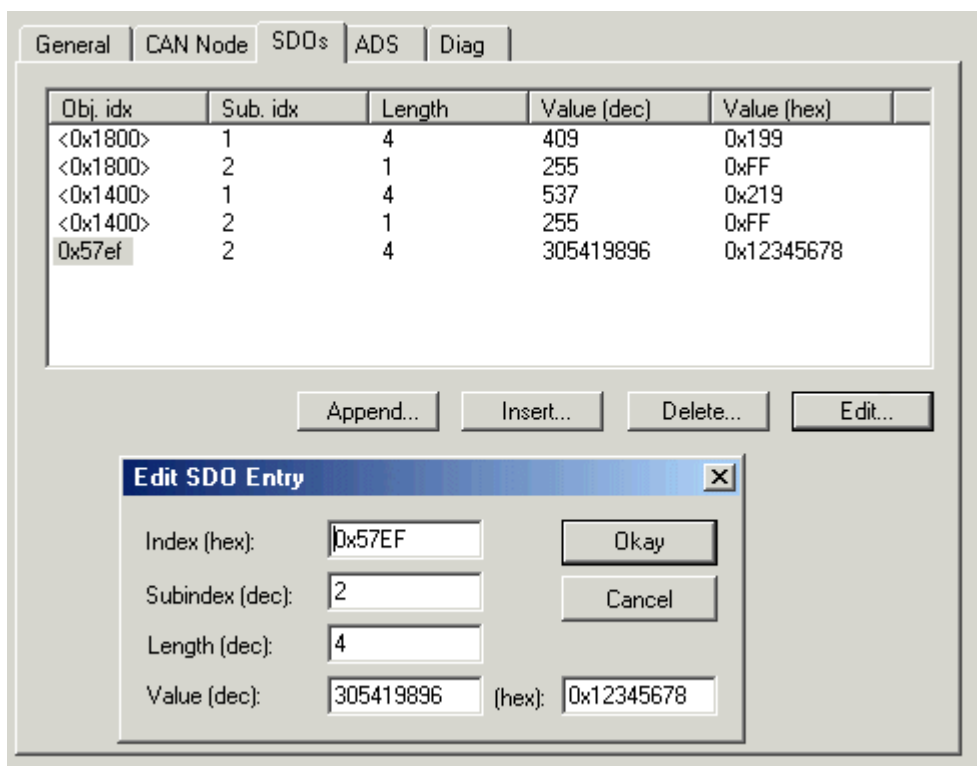 General CAN Node SDOs ADS Diag
Obj. idx Sub. idx Length Value (dec) Value (hex)
<0x1800> 1 4 409 0x199
<0x1800> 2 1 255 0xFF
<0x1400> 1 4 537 0x219
<0x1400> 2 1 255 0xFF
0x57ef 2 4 305419896 0x12345678
Append... Insert... Delete... Edit...
Edit SDO Entry
Index (hex): 0x57EF Okay
Subindex (dec): 2 Cancel
Length (dec): 4
Value (dec): 305419896 (hex): 0x12345678